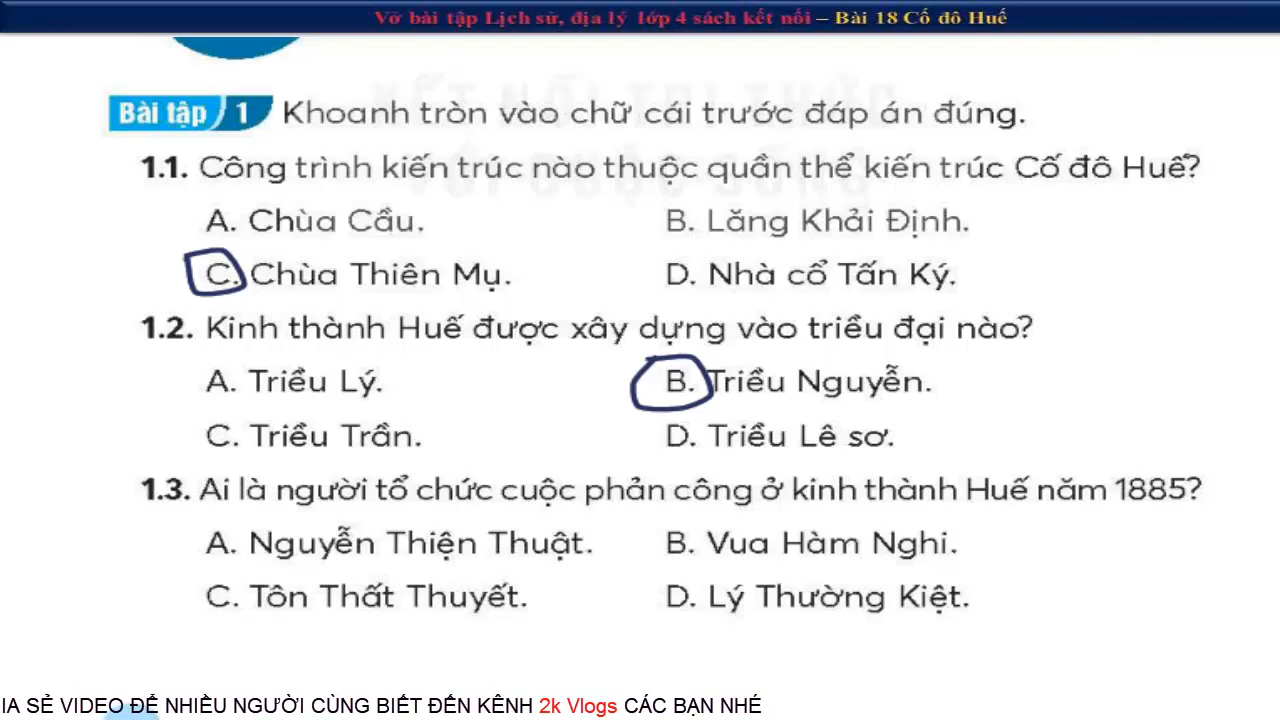 Vở bài tập Lịch sử, địa lý lớp 4 sách kết nối – Bài 18 Cố đô Huế
Bài tập 1 Khoanh tròn vào chữ cái trước đáp án đúng.
1.1. Công trình kiến trúc nào thuộc quần thể kiến trúc Cố đô Huế?
A. Chùa Cầu. B. Lăng Khải Định.
C. Chùa Thiên Mụ. D. Nhà cổ Tấn Ký.
1.2. Kinh thành Huế được xây dựng vào triều đại nào?
A. Triều Lý. B. Triều Nguyễn.
C. Triều Trần. D. Triều Lê sơ.
1.3. Ai là người tổ chức cuộc phản công ở kinh thành Huế năm 1885?
A. Nguyễn Thiện Thuật. B. Vua Hàm Nghi.
C. Tôn Thất Thuyết. D. Lý Thường Kiệt.
IA SẺ VIDEO ĐỂ NHIỀU NGƯỜI CÙNG BIẾT ĐẾN KÊNH 2k Vlogs CÁC BẠN NHÉ